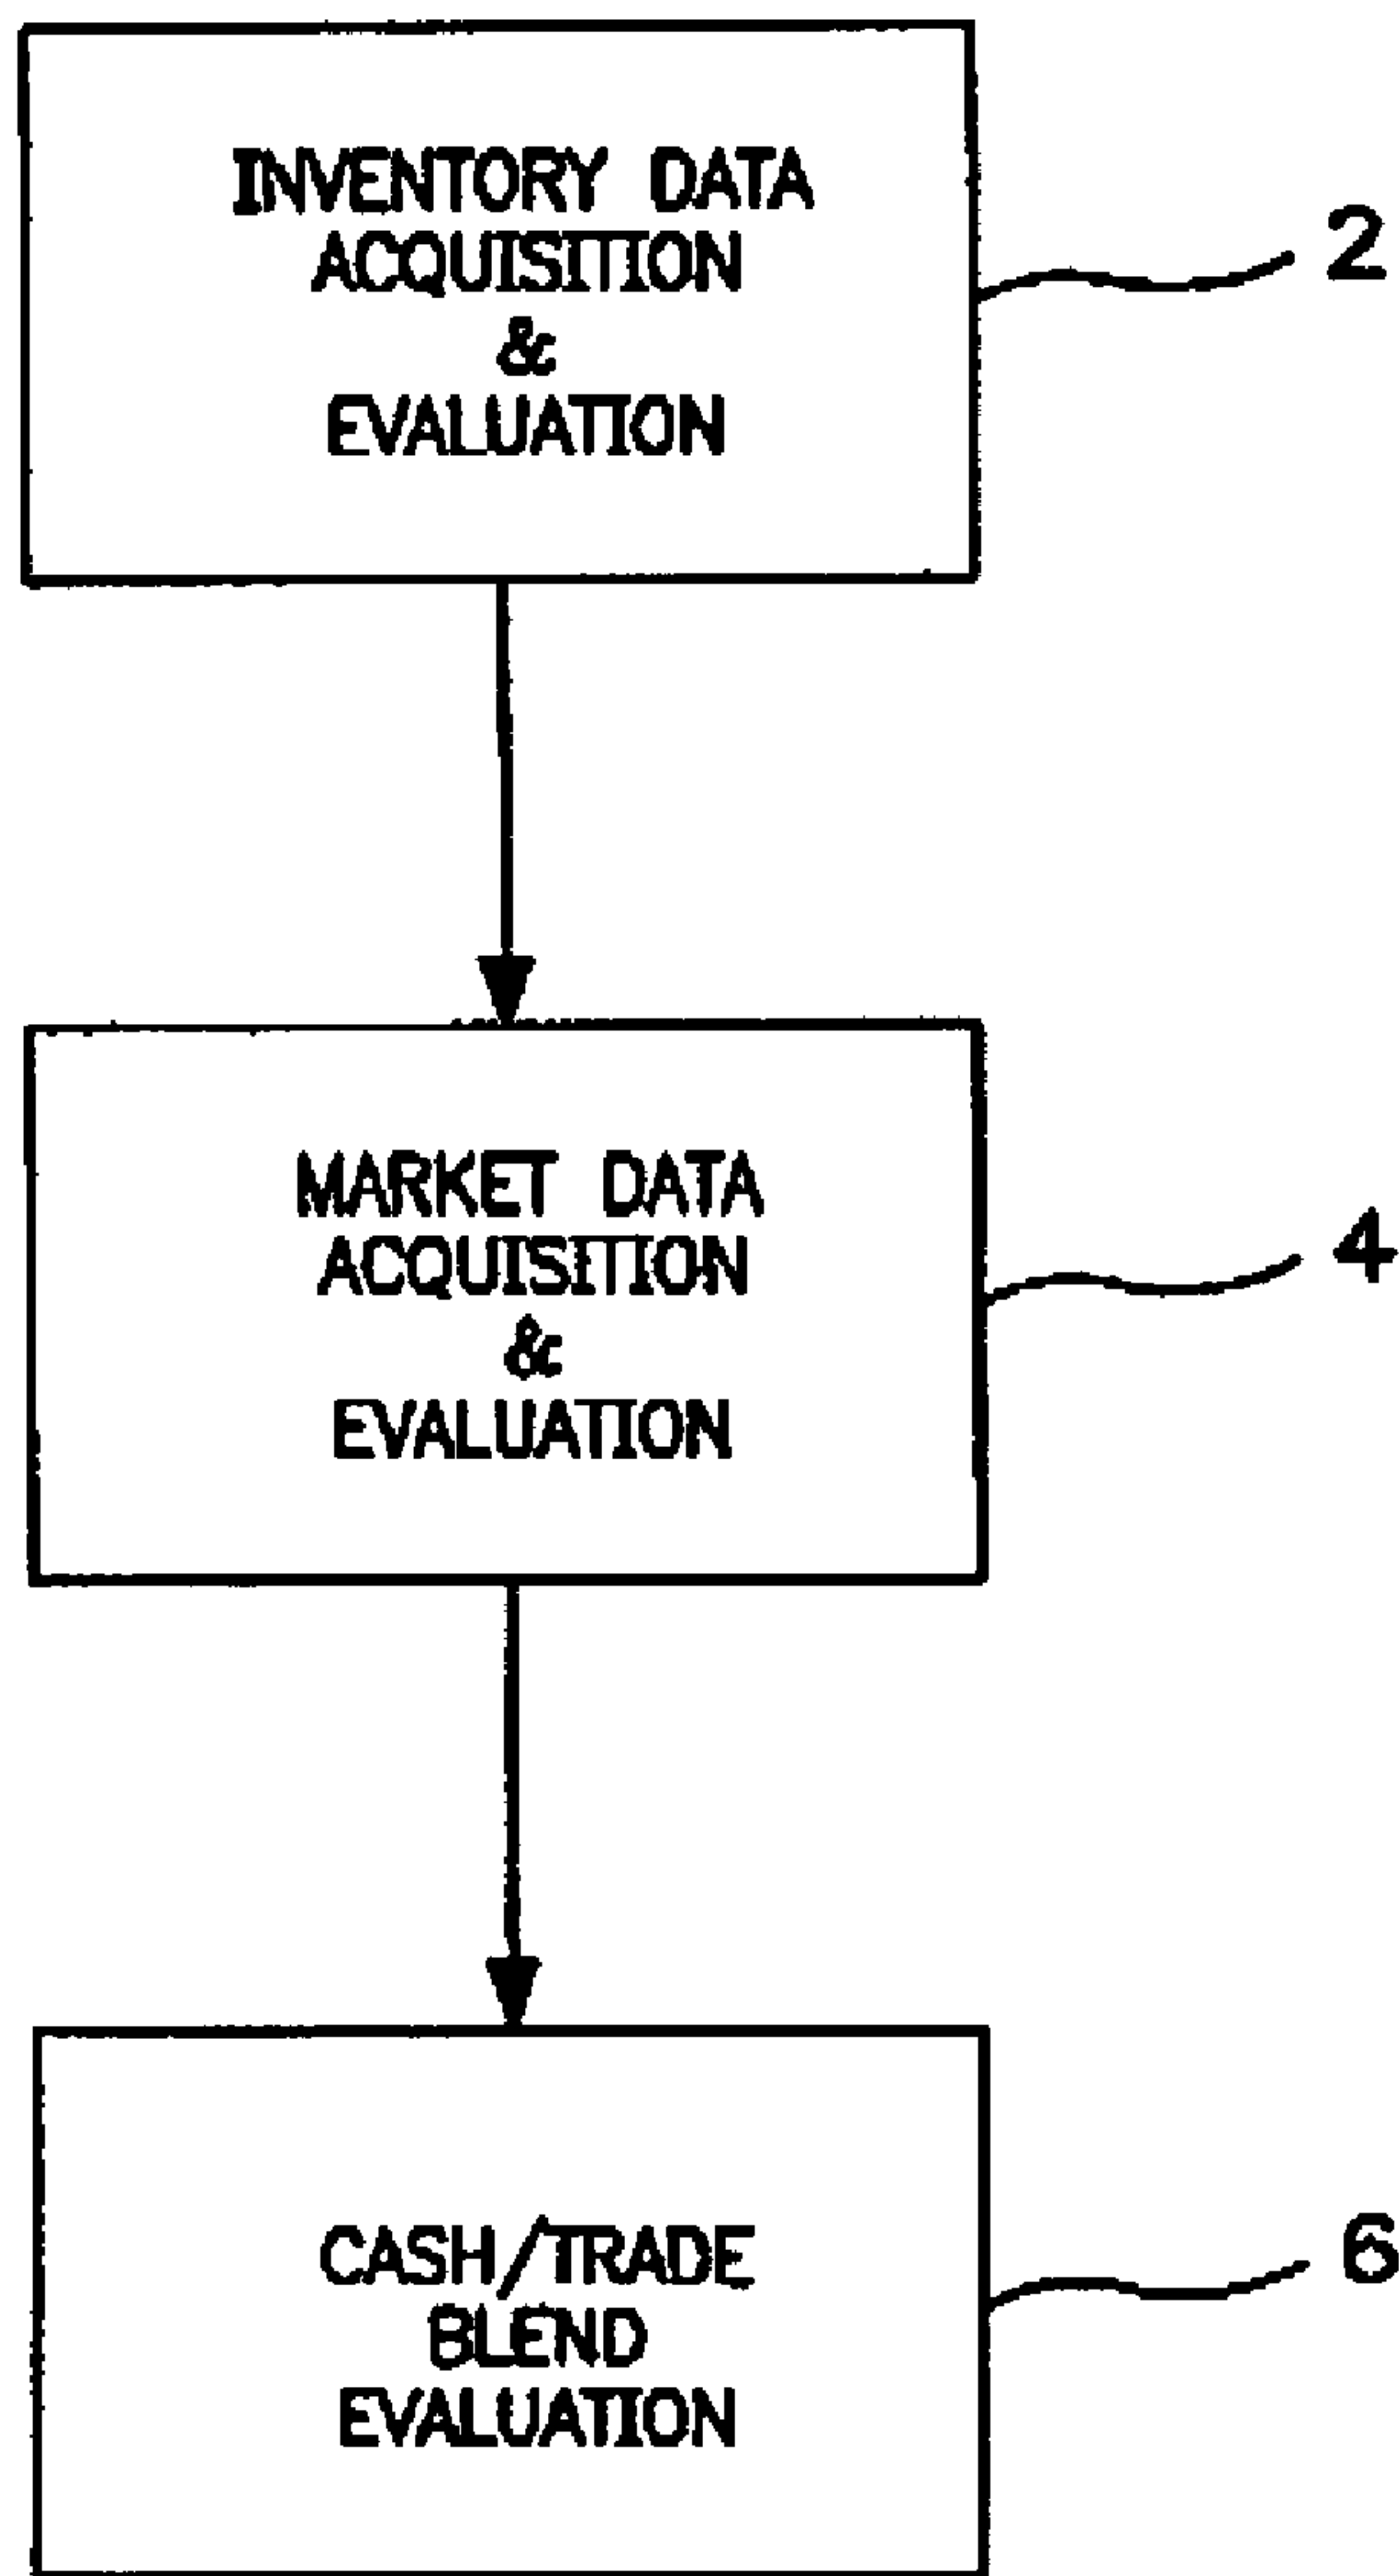 INVENTORY DATA
ACQUISITION
&
EVALUATION
2
MARKET DATA
ACQUISITION
&
EVALUATION
4
CASH/TRADE
BLEND
EVALUATION
6